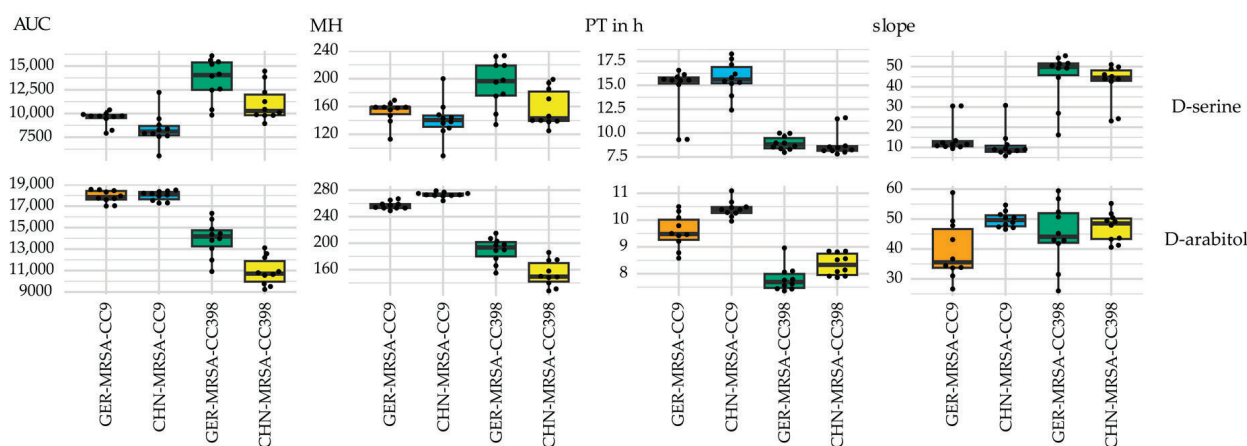 AUC MH PT in h slope
15,000 240 17.5 50
12,500 200 15.0 40
10,000 160 12.5 30
7500 120 10.0 20
7.5 10
D-serine
19,000 280 11 60
17,000 240 10 50
15,000 200 9 40
13,000 160 8 30
11,000
9000
D-arabitol
GER-MRSA-CC9 CHN-MRSA-CC9 GER-MRSA-CC398 CHN-MRSA-CC398 GER-MRSA-CC9 CHN-MRSA-CC9 GER-MRSA-CC398 CHN-MRSA-CC398 GER-MRSA-CC9 CHN-MRSA-CC9 GER-MRSA-CC398 CHN-MRSA-CC398 GER-MRSA-CC9 CHN-MRSA-CC9 GER-MRSA-CC398 CHN-MRSA-CC398